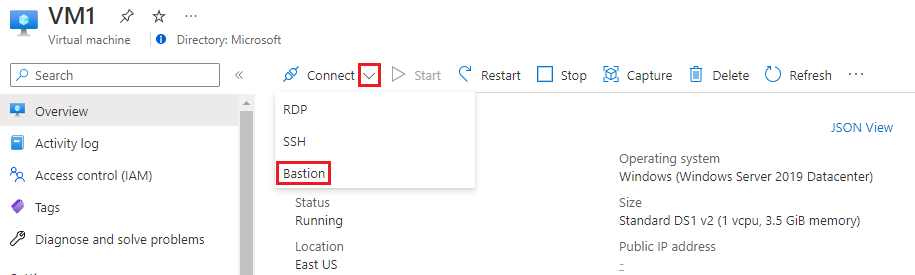 VM1
Virtual machine
Directory: Microsoft
Search
Connect
Start
Restart
Stop
Capture
Delete
Refresh
Overview
Activity log
Access control (IAM)
Tags
Diagnose and solve problems
RDP
SSH
Bastion
JSON View
Status
Running
Location
East US
Operating system
Windows (Windows Server 2019 Datacenter)
Size
Standard DS1 v2 (1 vcpu, 3.5 GiB memory)
Public IP address
-